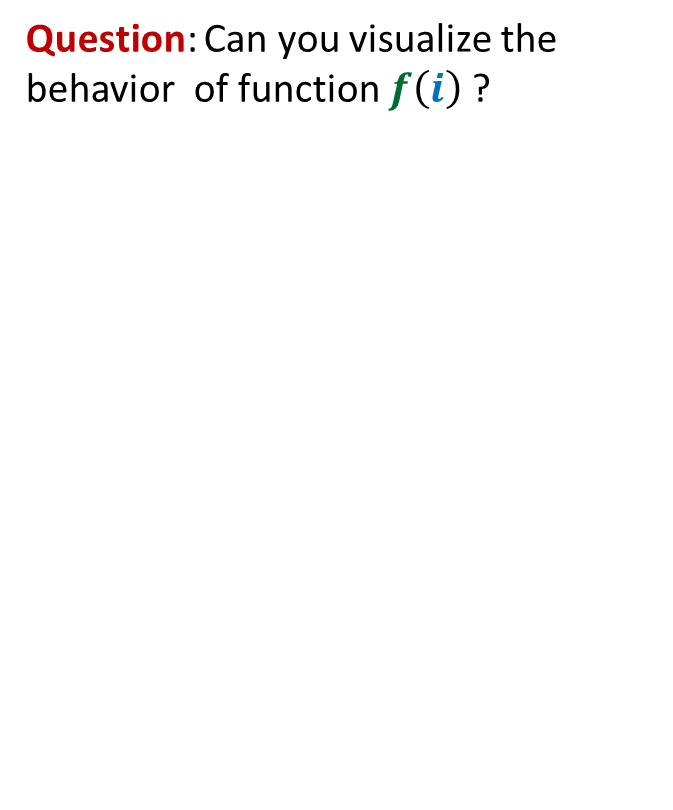 Question: Can you visualize the
behavior of function f(i) ?